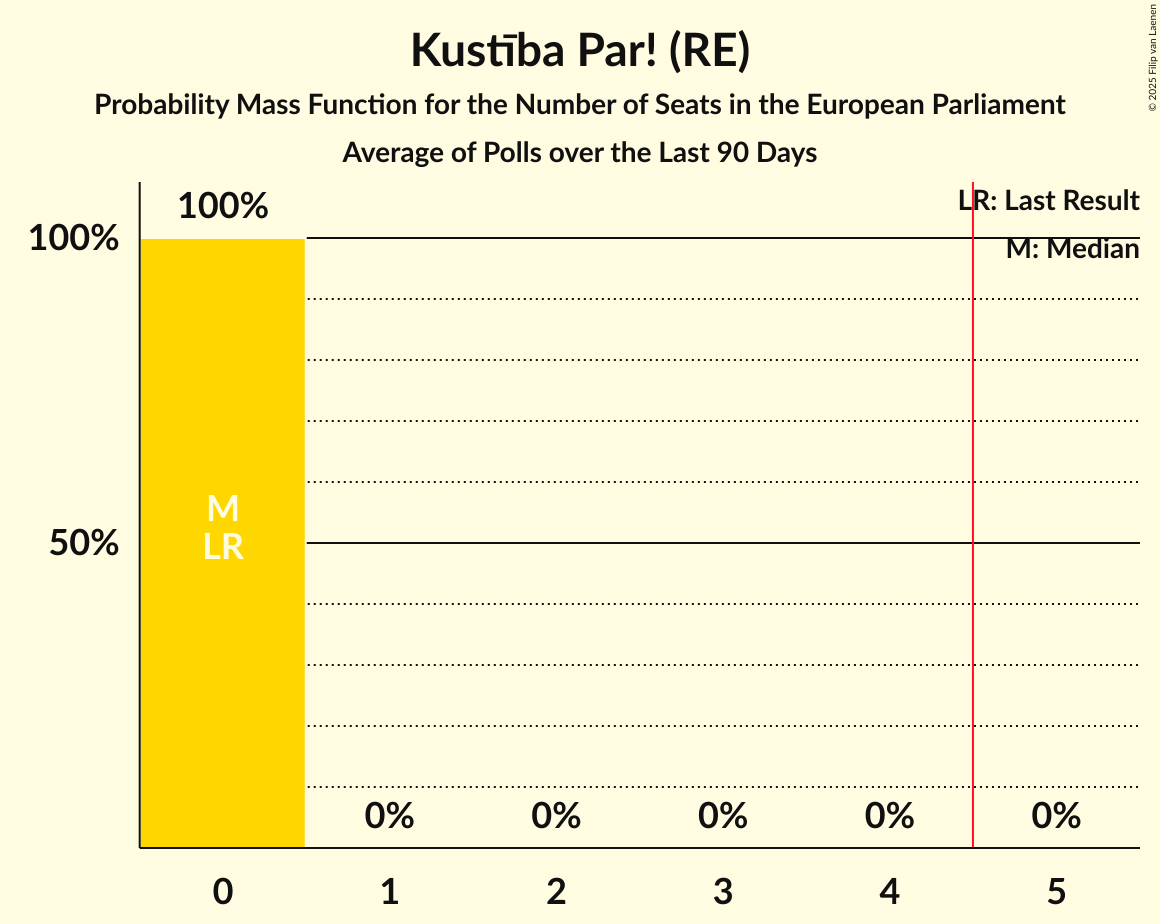 Kustība Par! (RE)
Probability Mass Function for the Number of Seats in the European Parliament
Average of Polls over the Last 90 Days
© 2025 Filip van Laenen
LR: Last Result
M: Median
100%
100%
50%
M
LR
0%
0%
0%
0%
0%
0
1
2
3
4
5